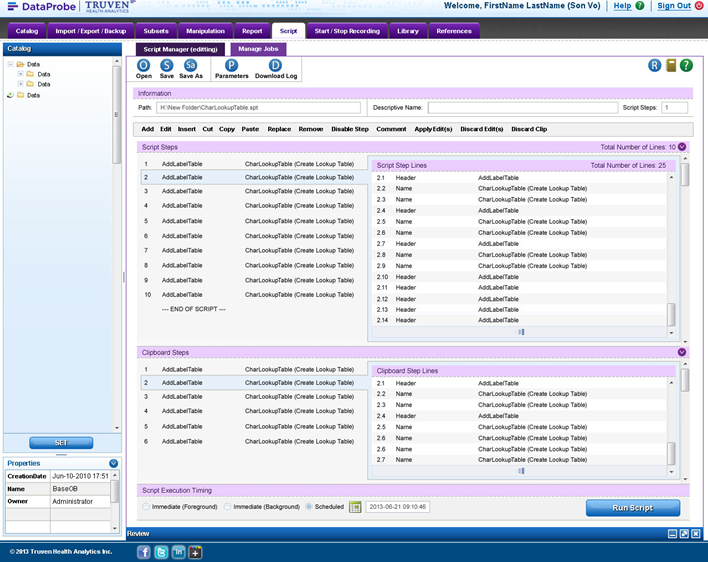 DataProbe TRUVEN HEALTH ANALYTICS Welcome, FirstName LastName (Son Vo) Help ? Sign Out
Catalog Import / Export / Backup Subsets Manipulation Report Script Start / Stop Recording Library References
Catalog
Data
Data
Data
Data
SET
Properties
CreationDate Jun-10-2010 17:51
Name BaseOB
Owner Administrator
Script Manager (editting) Manage Jobs
O S Sa P D R ?
Open Save Save As Parameters Download Log
Information
Path: H:\New Folder\CharLookupTable.spt Descriptive Name: Script Steps: 1
Add Edit Insert Cut Copy Paste Replace Remove Disable Step Comment Apply Edit(s) Discard Edit(s) Discard Clip
Script Steps Total Number of Lines: 10
1 AddLabelTable CharLookupTable (Create Lookup Table)
2 AddLabelTable CharLookupTable (Create Lookup Table)
3 AddLabelTable CharLookupTable (Create Lookup Table)
4 AddLabelTable CharLookupTable (Create Lookup Table)
5 AddLabelTable CharLookupTable (Create Lookup Table)
6 AddLabelTable CharLookupTable (Create Lookup Table)
7 AddLabelTable CharLookupTable (Create Lookup Table)
8 AddLabelTable CharLookupTable (Create Lookup Table)
9 AddLabelTable CharLookupTable (Create Lookup Table)
10 AddLabelTable CharLookupTable (Create Lookup Table)
--- END OF SCRIPT ---
Script Step Lines Total Number of Lines: 25
2.1 Header AddLabelTable
2.2 Name CharLookupTable (Create Lookup Table)
2.3 Name CharLookupTable (Create Lookup Table)
2.4 Header AddLabelTable
2.5 Name CharLookupTable (Create Lookup Table)
2.6 Name CharLookupTable (Create Lookup Table)
2.7 Header AddLabelTable
2.8 Name CharLookupTable (Create Lookup Table)
2.9 Name CharLookupTable (Create Lookup Table)
2.10 Header AddLabelTable
2.11 Header AddLabelTable
2.12 Header AddLabelTable
2.13 Header AddLabelTable
2.14 Header AddLabelTable
Clipboard Steps
1 AddLabelTable CharLookupTable (Create Lookup Table)
2 AddLabelTable CharLookupTable (Create Lookup Table)
3 AddLabelTable CharLookupTable (Create Lookup Table)
4 AddLabelTable CharLookupTable (Create Lookup Table)
5 AddLabelTable CharLookupTable (Create Lookup Table)
6 AddLabelTable CharLookupTable (Create Lookup Table)
Clipboard Step Lines
2.1 Header AddLabelTable
2.2 Name CharLookupTable (Create Lookup Table)
2.3 Name CharLookupTable (Create Lookup Table)
2.4 Header AddLabelTable
2.5 Name CharLookupTable (Create Lookup Table)
2.6 Name CharLookupTable (Create Lookup Table)
2.7 Name CharLookupTable (Create Lookup Table)
Script Execution Timing
Immediate (Foreground) Immediate (Background) Scheduled 2013-06-21 09:10:46 Run Script
Review
© 2013 Truven Health Analytics Inc. f t in +